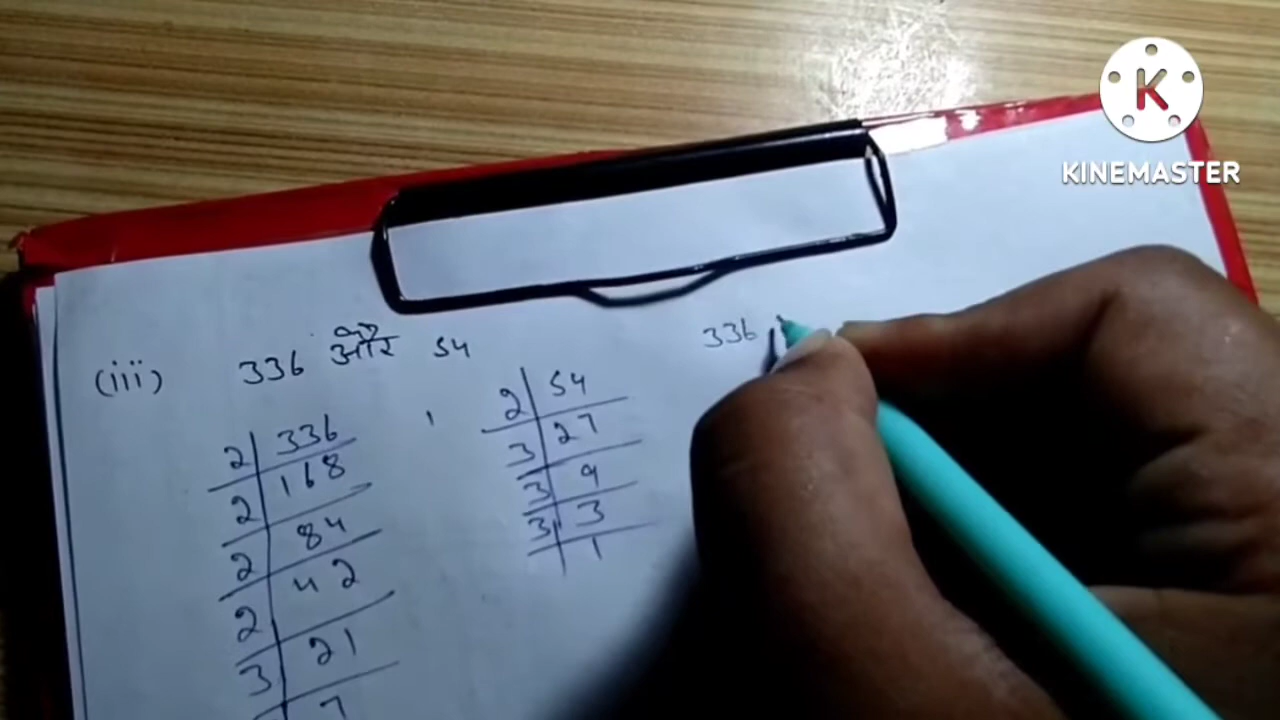 KINEMASTER
(iii) 336 और 54
336
2 | 336
2 | 168
2 | 84
2 | 42
3 | 21
7
2 | 54
3 | 27
3 | 9
3 | 3
1